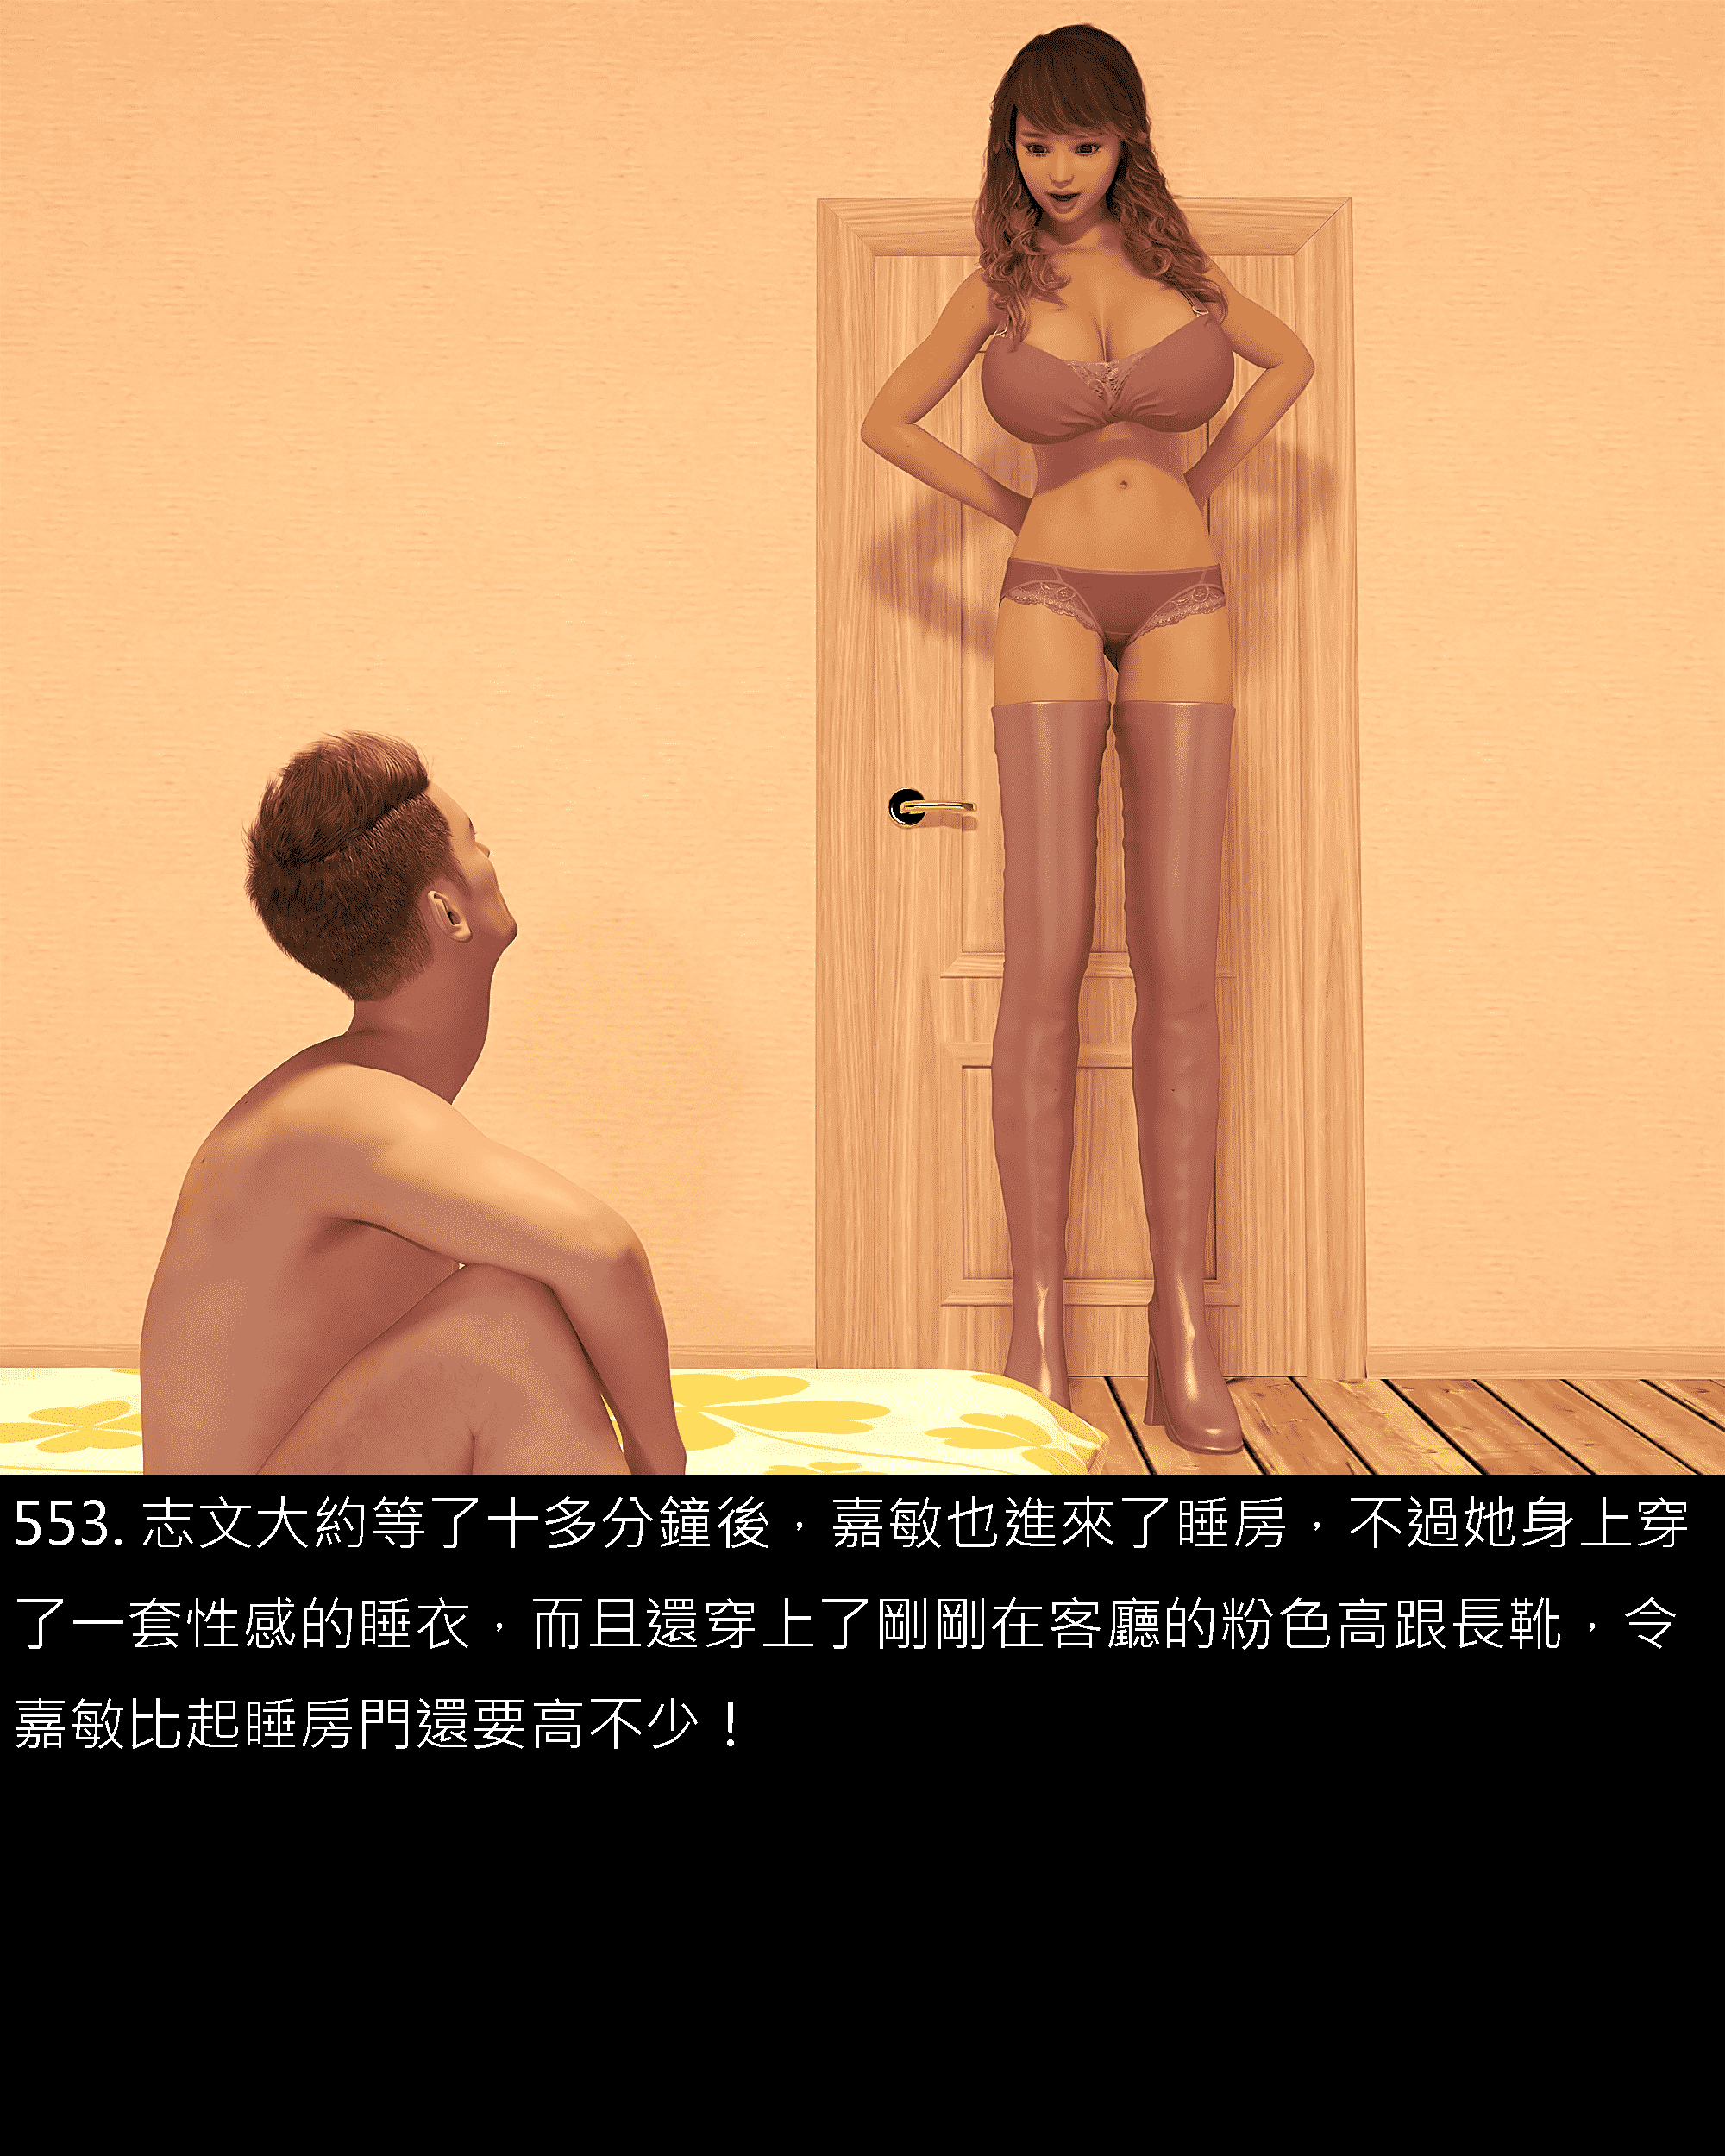 553. 志文大約等了十多分鐘後，嘉敏也進來了睡房，不過她身上穿
了一套性感的睡衣，而且還穿上了剛剛在客廳的粉色高跟長靴，令
嘉敏比起睡房門還要高不少！